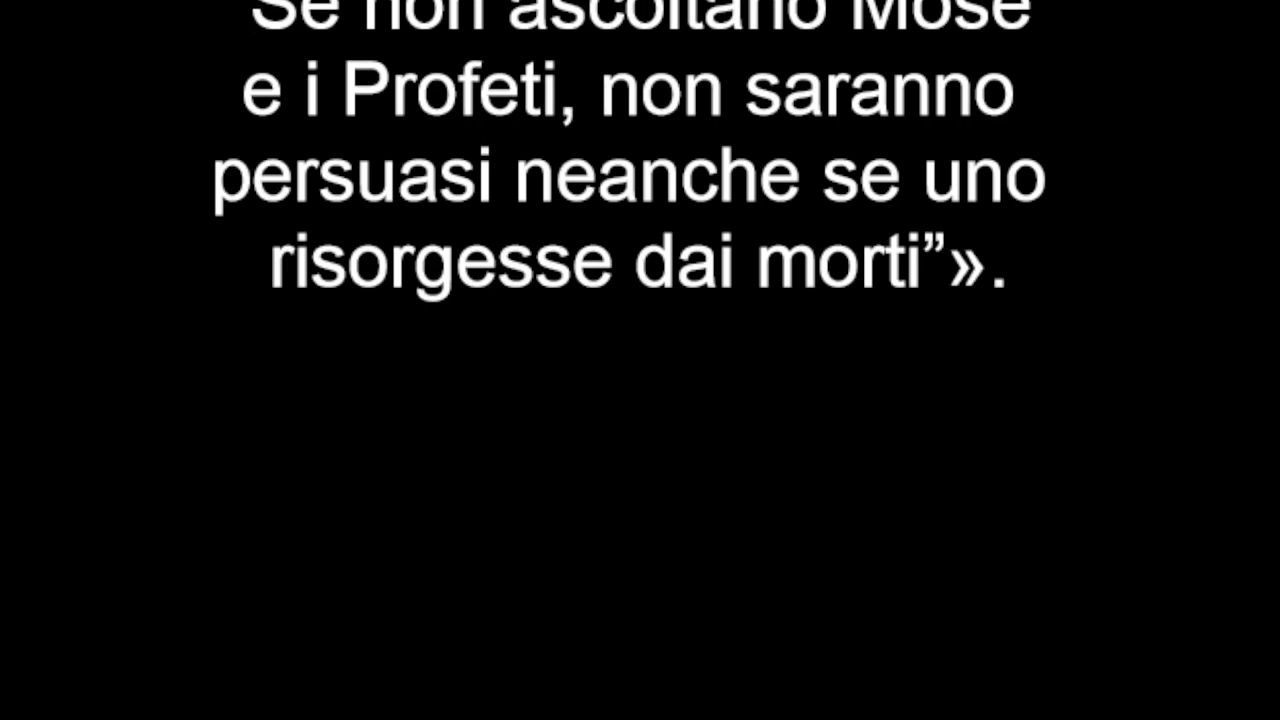 Se non ascoltano Mosè
e i Profeti, non saranno
persuasi neanche se uno
risorgesse dai morti”».